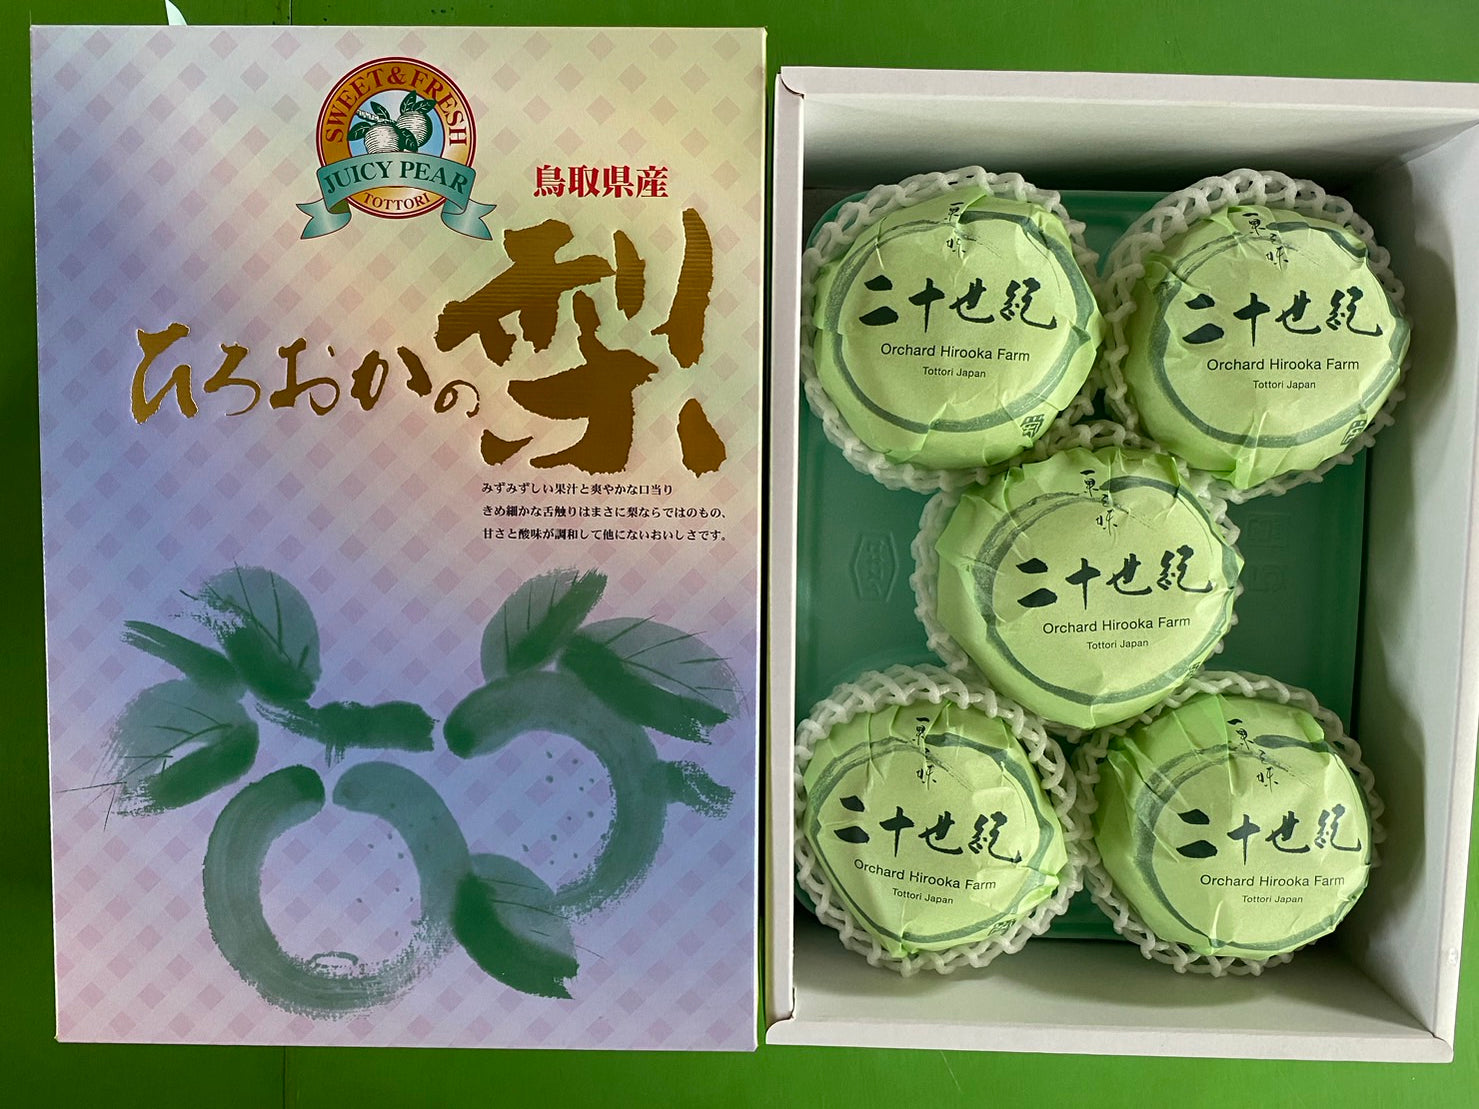 SWEET & FRESH
JUICY PEAR
TOTTORI
鳥取県産
ひろおかの梨
みずみずしい果汁と爽やかな口当り
きめ細かな舌触りはまさに梨ならではのもの、
甘さと酸味が調和して他にないおいしさです。
二十世紀
Orchard Hirooka Farm
Tottori Japan
二十世紀
Orchard Hirooka Farm
Tottori Japan
二十世紀
Orchard Hirooka Farm
Tottori Japan
二十世紀
Orchard Hirooka Farm
Tottori Japan
二十世紀
Orchard Hirooka Farm
Tottori Japan